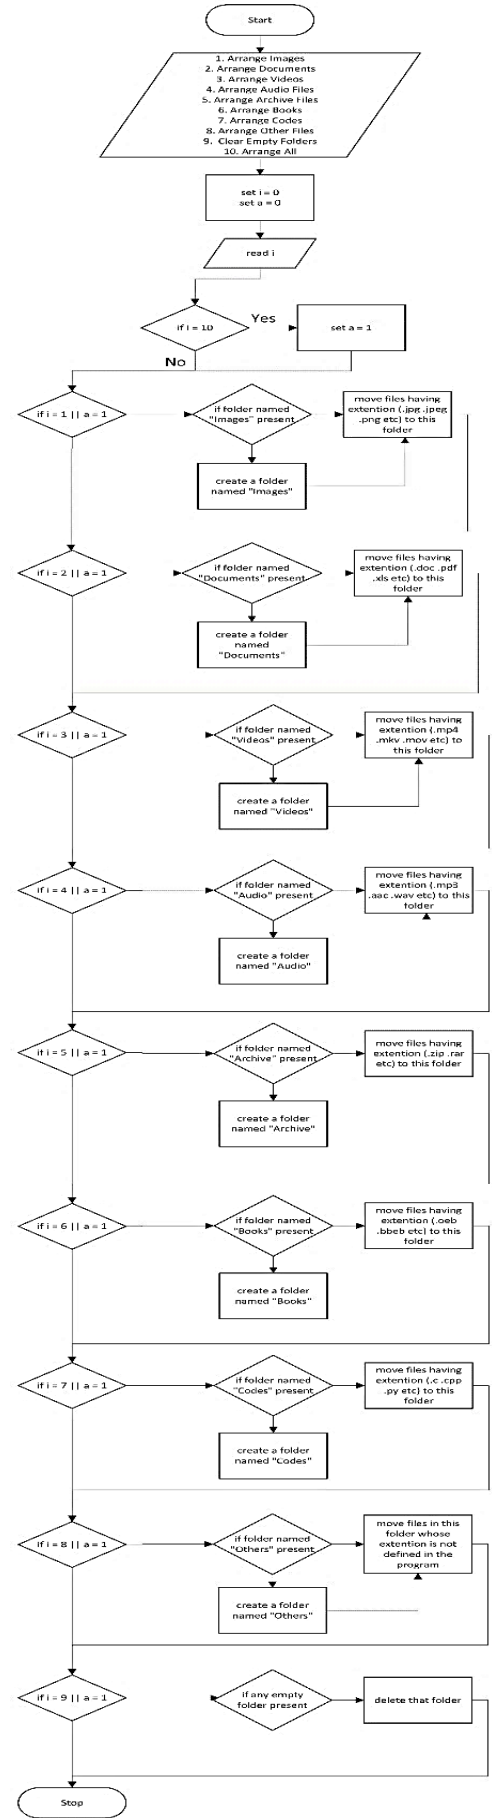 Start
1. Arrange Images
2. Arrange Documents
3. Arrange Videos
4. Arrange Audio Files
5. Arrange Archive Files
6. Arrange Books
7. Arrange Codes
8. Arrange Other Files
9. Clear Empty Folders
10. Arrange All
set i = 0
set a = 0
read i
if i = 10
Yes
set a = 1
No
if i = 1 || a = 1
if folder named
"Images" present
move files having
extention (.jpg .jpeg
.png etc) to this
folder
create a folder
named "Images"
if i = 2 || a = 1
if folder named
"Documents" present
move files having
extention (.doc .pdf
.xls etc) to this
folder
create a folder
named
"Documents"
if i = 3 || a = 1
if folder named
"Videos" present
move files having
extention (.mp4
.mkv .mov etc) to
this folder
create a folder
named "Videos"
if i = 4 || a = 1
if folder named
"Audio" present
move files having
extention (.mp3
.aac .wav etc) to this
folder
create a folder
named "Audio"
if i = 5 || a = 1
if folder named
"Archive" present
move files having
extention (.zip .rar
etc) to this folder
create a folder
named "Archive"
if i = 6 || a = 1
if folder named
"Books" present
move files having
extention (.oeb
.bbeb etc) to this
folder
create a folder
named "Books"
if i = 7 || a = 1
if folder named
"Codes" present
move files having
extention (.c .cpp
.py etc) to this
folder
create a folder
named "Codes"
if i = 8 || a = 1
if folder named
"Others" present
move files in this
folder whose
extention is not
defined in the
program
create a folder
named "Others"
if i = 9 || a = 1
if any empty
folder present
delete that folder
Stop